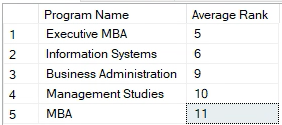 Program Name Average Rank
1 Executive MBA 5
2 Information Systems 6
3 Business Administration 9
4 Management Studies 10
5 MBA 11